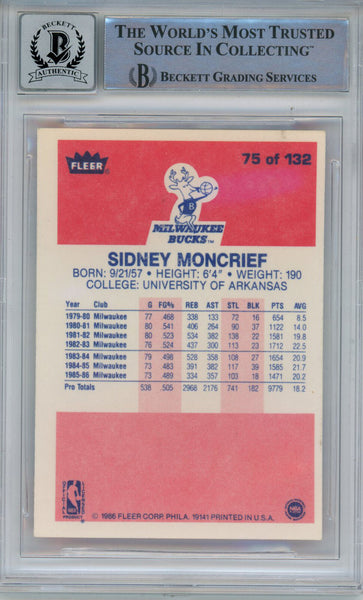 BECKETT
AUTHENTIC
THE WORLD'S MOST TRUSTED
SOURCE IN COLLECTING™
B BECKETT GRADING SERVICES
FLEER
75 of 132
B
MILWAUKEE
BUCKS™
SIDNEY MONCRIEF
BORN: 9/21/57 • HEIGHT: 6'4" • WEIGHT: 190
COLLEGE: UNIVERSITY OF ARKANSAS
Year Club G FG% REB AST STL BLK PTS AVG
1979-80 Milwaukee 77 .468 338 133 72 16 654 8.5
1980-81 Milwaukee 80 .541 406 264 90 37 1122 14.0
1981-82 Milwaukee 80 .523 534 382 138 22 1581 19.8
1982-83 Milwaukee 76 .524 437 300 113 23 1712 22.5
1983-84 Milwaukee 79 .498 528 358 108 27 1654 20.9
1984-85 Milwaukee 73 .483 391 382 117 39 1585 21.7
1985-86 Milwaukee 73 .489 334 357 103 18 1471 20.2
Pro Totals 538 .505 2968 2176 741 182 9779 18.2
OFFICIAL
NBA
PRODUCT
NBA
© 1986 FLEER CORP. PHILA. 19141 PRINTED IN U.S.A.